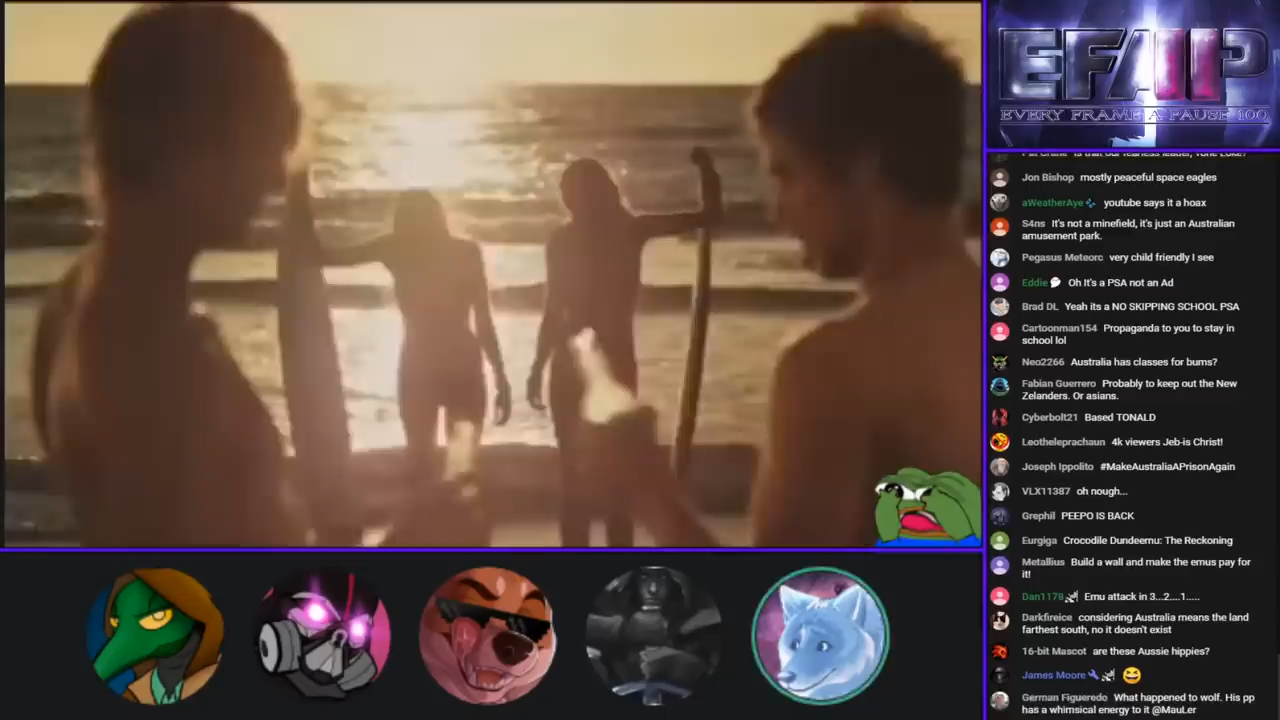 EFAP
EVERY FRAME A PAUSE 100
Jon Bishop mostly peaceful space eagles
aWeatherAye youtube says it a hoax
S4ns It's not a minefield, it's just an Australian
amusement park.
Pegasus Meteorc very child friendly I see
Eddie Oh It's a PSA not an Ad
Brad DL Yeah its a NO SKIPPING SCHOOL PSA
Cartoonman154 Propaganda to you to stay in
school lol
Neo2266 Australia has classes for bums?
Fabian Guerrero Probably to keep out the New
Zelanders. Or asians.
Cyberbolt21 Based TONALD
Leotheleprachaun 4k viewers Jeb-is Christ!
Joseph Ippolito #MakeAustraliaAPrisonAgain
VLX11387 oh nough...
Grephil PEEPO IS BACK
Eurgiga Crocodile Dundeemu: The Reckoning
Metallius Build a wall and make the emus pay for
it!
Dan1178 Emu attack in 3...2....1.....
Darkfireice considering Australia means the land
farthest south, no it doesn't exist
16-bit Mascot are these Aussie hippies?
James Moore
German Figueredo What happened to wolf. His pp
has a whimsical energy to it @MauLer